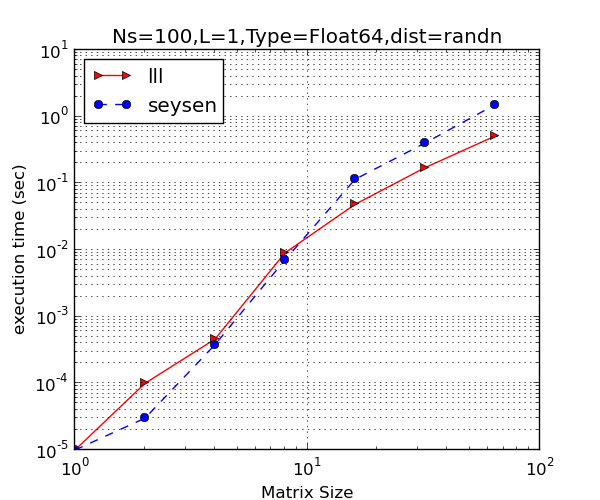 Ns=100,L=1,Type=Float64,dist=randn
lll
seysen
execution time (sec)
10^1
10^0
10^-1
10^-2
10^-3
10^-4
10^-5
10^0 10^1 10^2
Matrix Size